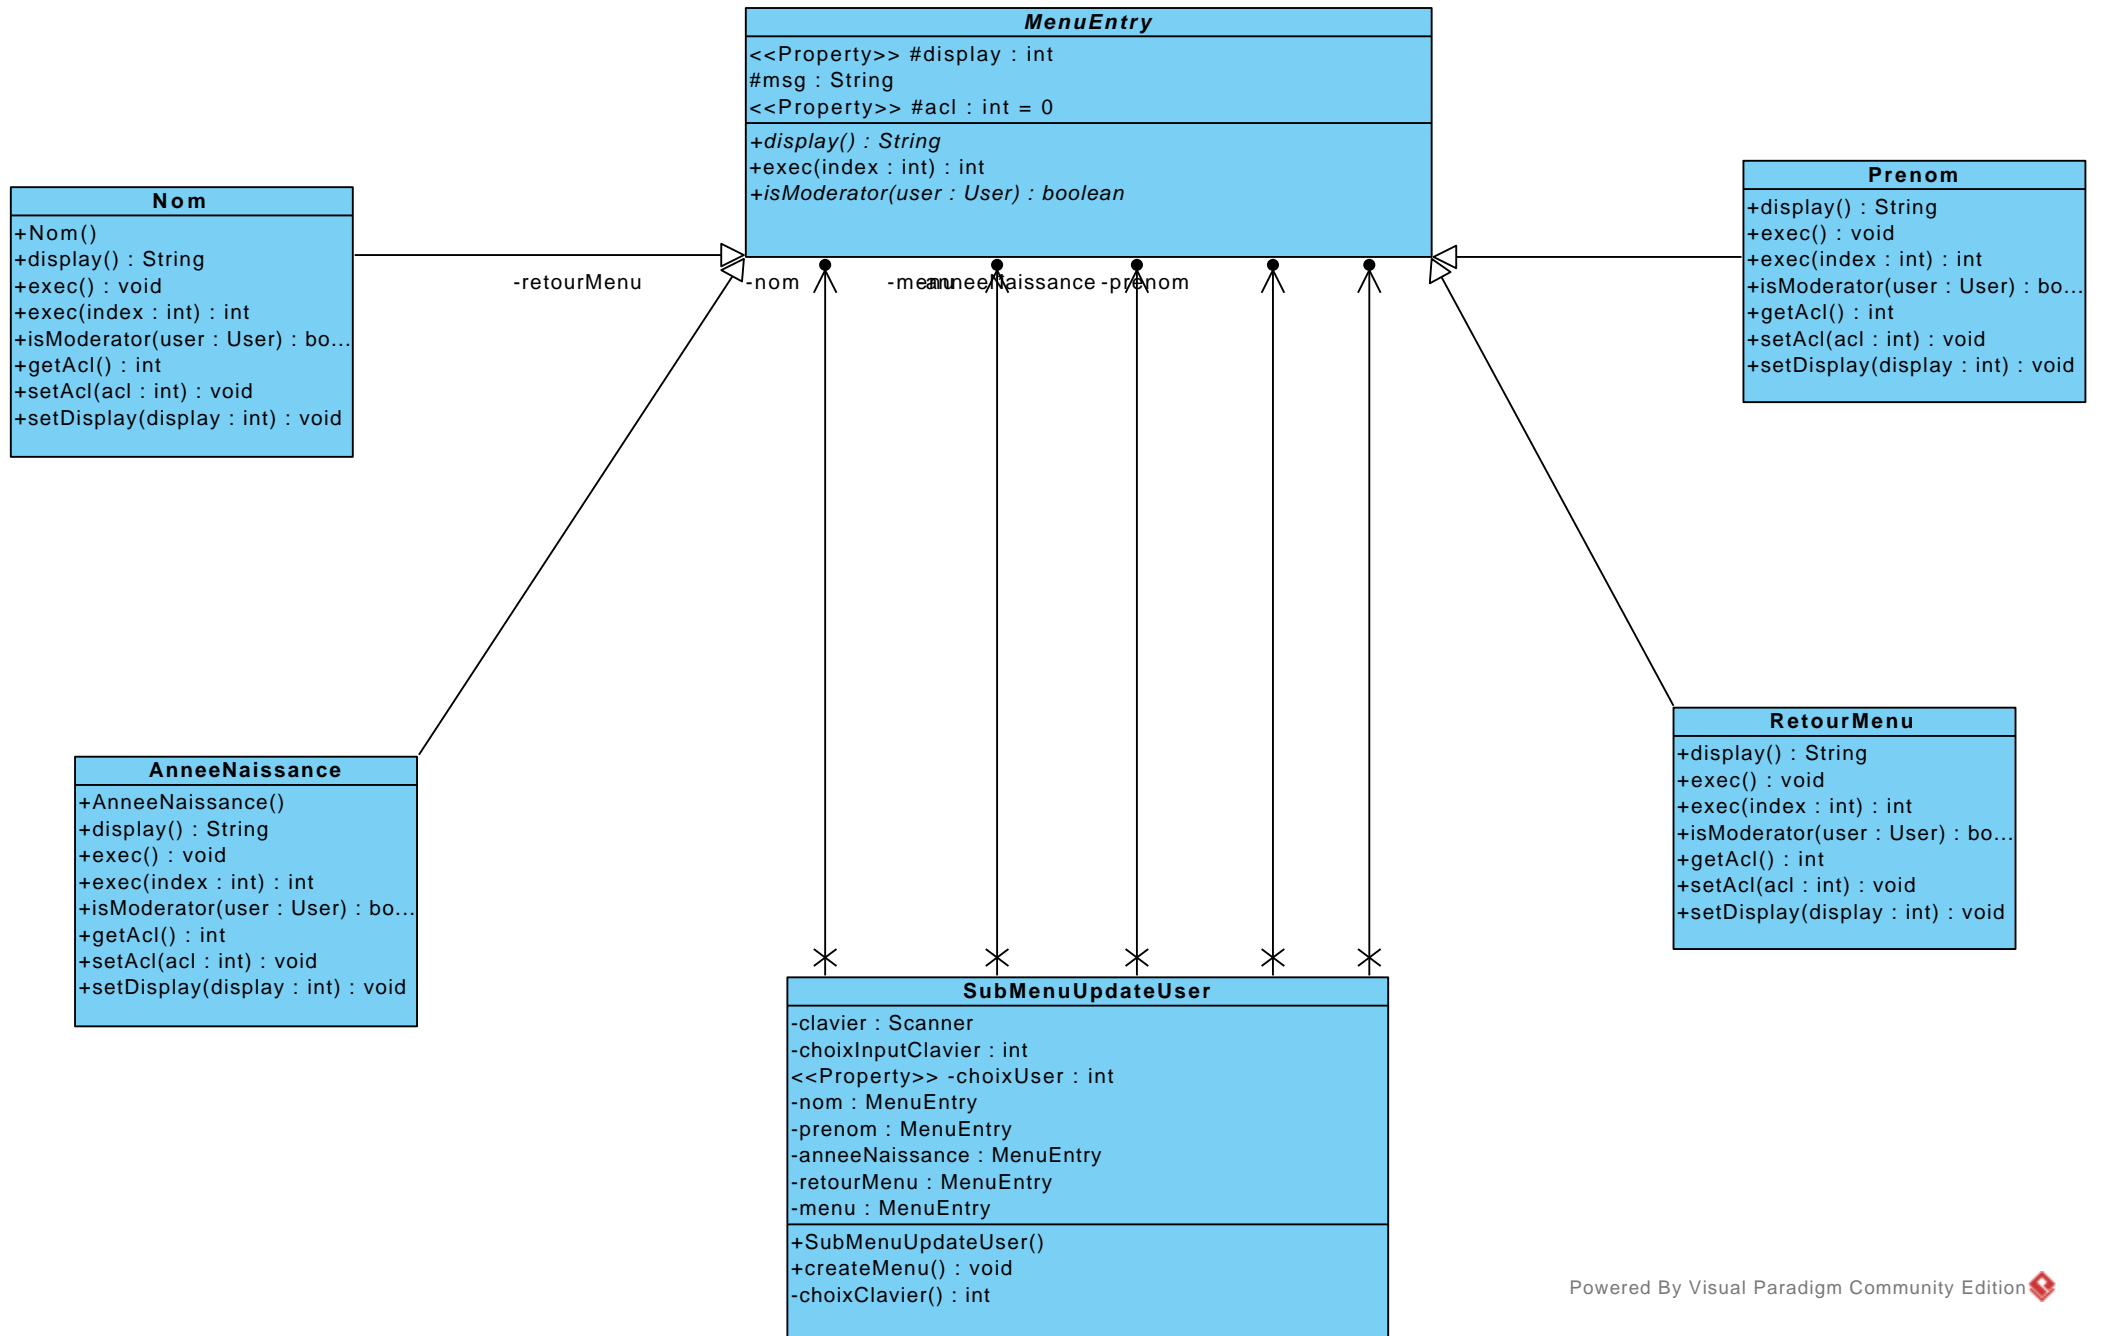 MenuEntry
<<Property>> #display : int
#msg : String
<<Property>> #acl : int = 0
+display() : String
+exec(index : int) : int
+isModerator(user : User) : boolean
Nom
+Nom()
+display() : String
+exec() : void
+exec(index : int) : int
+isModerator(user : User) : bo...
+getAcl() : int
+setAcl(acl : int) : void
+setDisplay(display : int) : void
Prenom
+display() : String
+exec() : void
+exec(index : int) : int
+isModerator(user : User) : bo...
+getAcl() : int
+setAcl(acl : int) : void
+setDisplay(display : int) : void
-retourMenu
-nom
-menu
-anneeNaissance
-prenom
AnneeNaissance
+AnneeNaissance()
+display() : String
+exec() : void
+exec(index : int) : int
+isModerator(user : User) : bo...
+getAcl() : int
+setAcl(acl : int) : void
+setDisplay(display : int) : void
RetourMenu
+display() : String
+exec() : void
+exec(index : int) : int
+isModerator(user : User) : bo...
+getAcl() : int
+setAcl(acl : int) : void
+setDisplay(display : int) : void
SubMenuUpdateUser
-clavier : Scanner
-choixInputClavier : int
<<Property>> -choixUser : int
-nom : MenuEntry
-prenom : MenuEntry
-anneeNaissance : MenuEntry
-retourMenu : MenuEntry
-menu : MenuEntry
+SubMenuUpdateUser()
+createMenu() : void
-choixClavier() : int
Powered By Visual Paradigm Community Edition